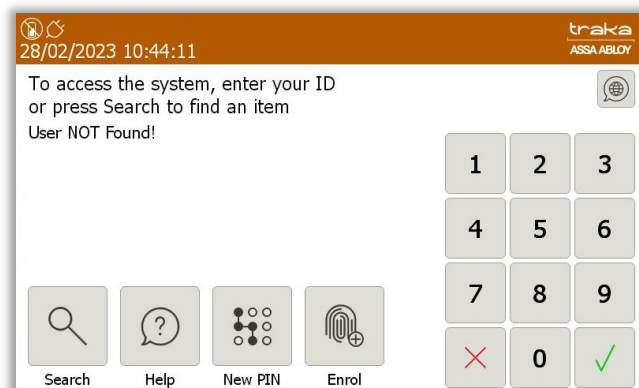 28/02/2023 10:44:11
traka
ASSA ABLOY
To access the system, enter your ID
or press Search to find an item
User NOT Found!
1 2 3
4 5 6
7 8 9
0
Search Help New PIN Enrol